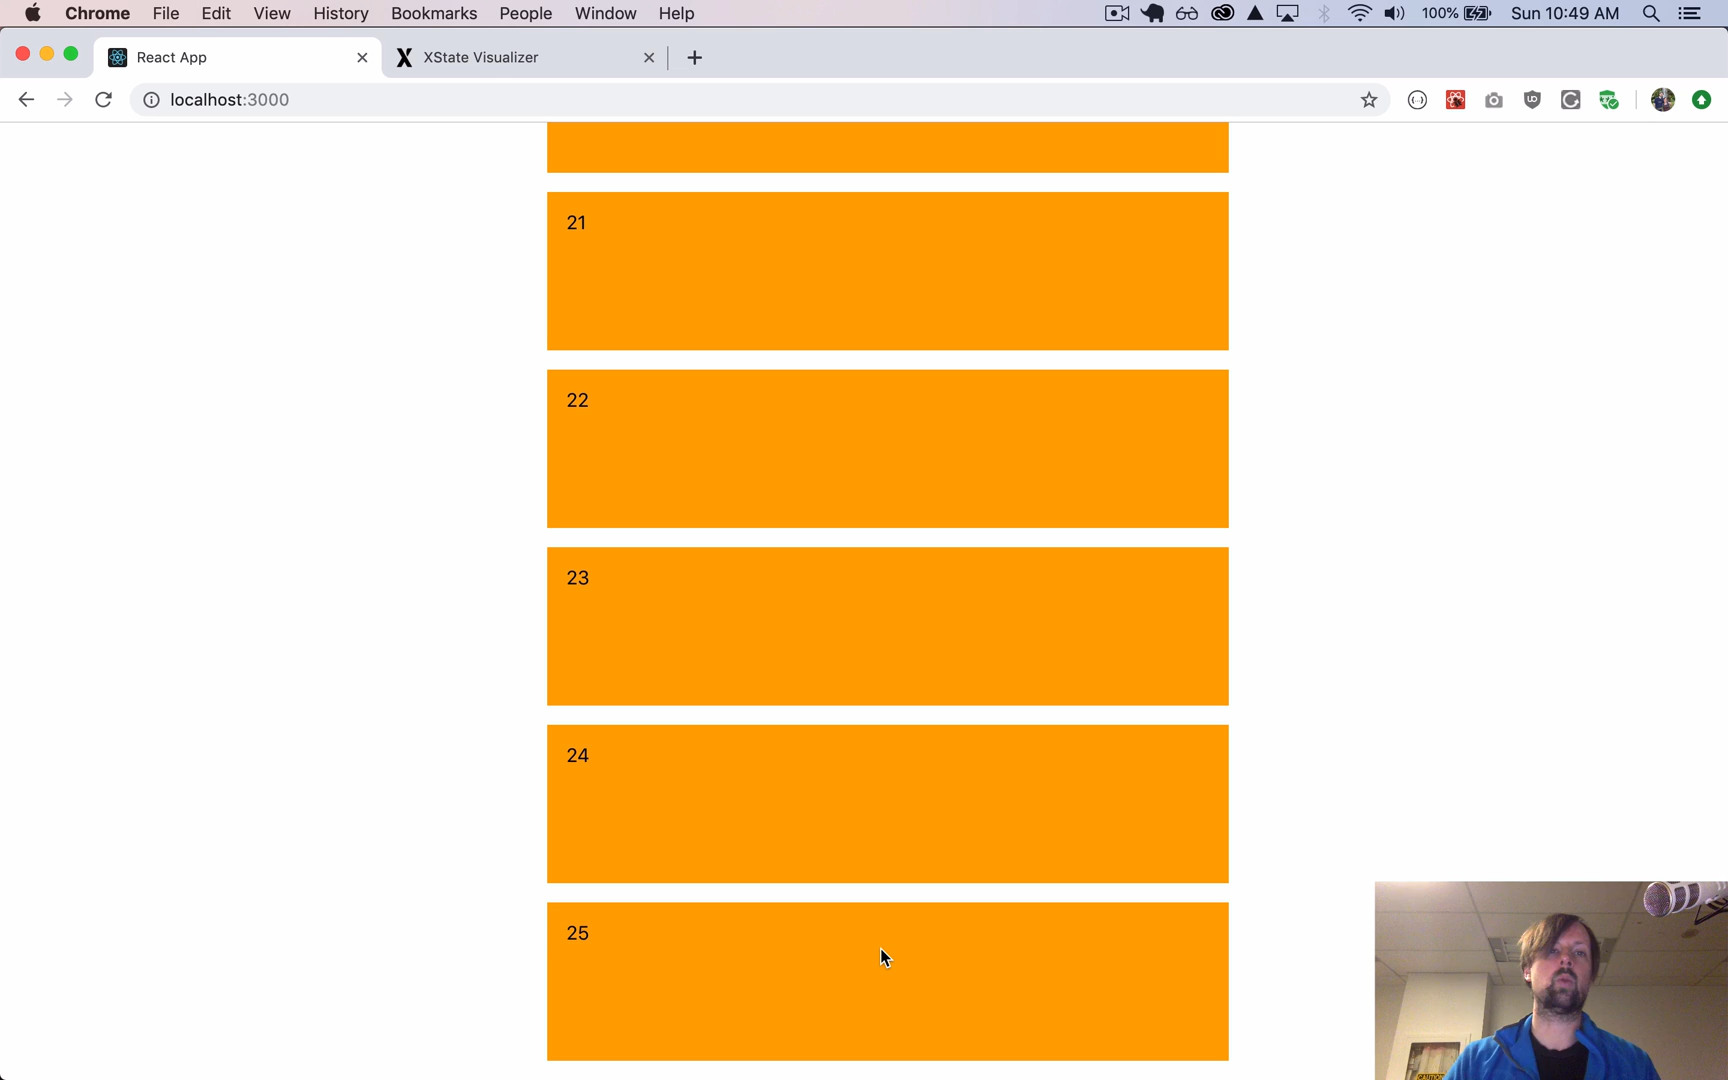 Chrome File Edit View History Bookmarks People Window Help 100% Sun 10:49 AM
React App XState Visualizer
localhost:3000
21
22
23
24
25
CAUTION